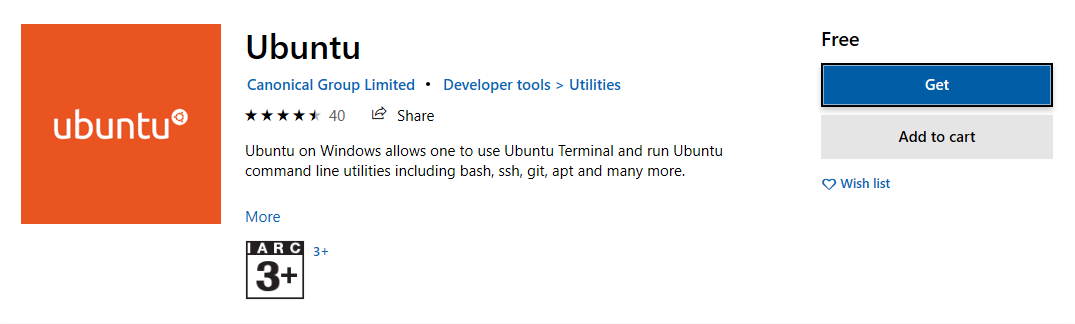 ubuntu
Ubuntu
Canonical Group Limited • Developer tools > Utilities
40 Share
Ubuntu on Windows allows one to use Ubuntu Terminal and run Ubuntu
command line utilities including bash, ssh, git, apt and many more.
More
IARC
3+
3+
Free
Get
Add to cart
Wish list